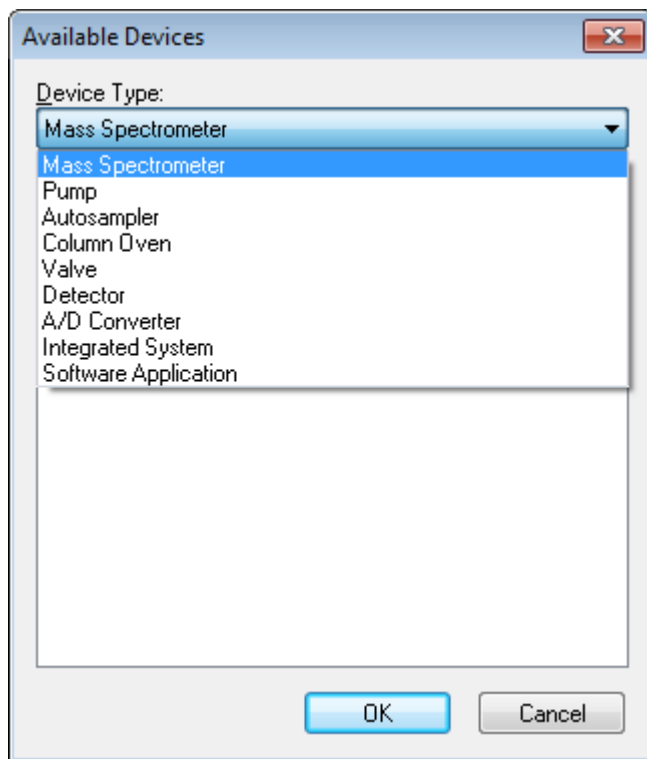 Available Devices
Device Type:
Mass Spectrometer
Mass Spectrometer
Pump
Autosampler
Column Oven
Valve
Detector
A/D Converter
Integrated System
Software Application
OK Cancel